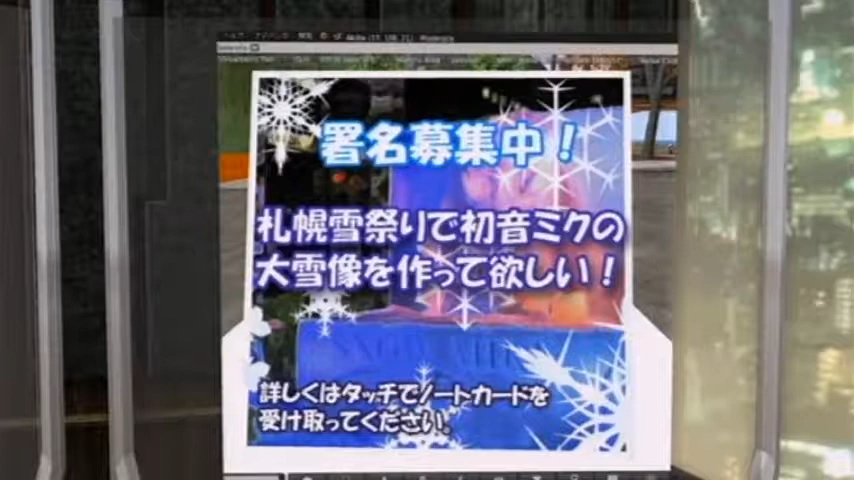 署名募集中！
札幌雪祭りで初音ミクの
大雪像を作って欲しい！
詳しくはタッチでノートカードを
受け取ってください。